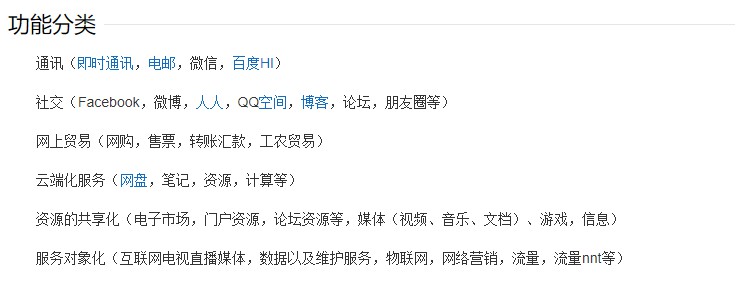 功能分类
通讯（即时通讯，电邮，微信，百度HI）
社交（Facebook，微博，人人，QQ空间，博客，论坛，朋友圈等）
网上贸易（网购，售票，转账汇款，工农贸易）
云端化服务（网盘，笔记，资源，计算等）
资源的共享化（电子市场，门户资源，论坛资源等，媒体（视频、音乐、文档）、游戏，信息）
服务对象化（互联网电视直播媒体，数据以及维护服务，物联网，网络营销，流量，流量nnt等）